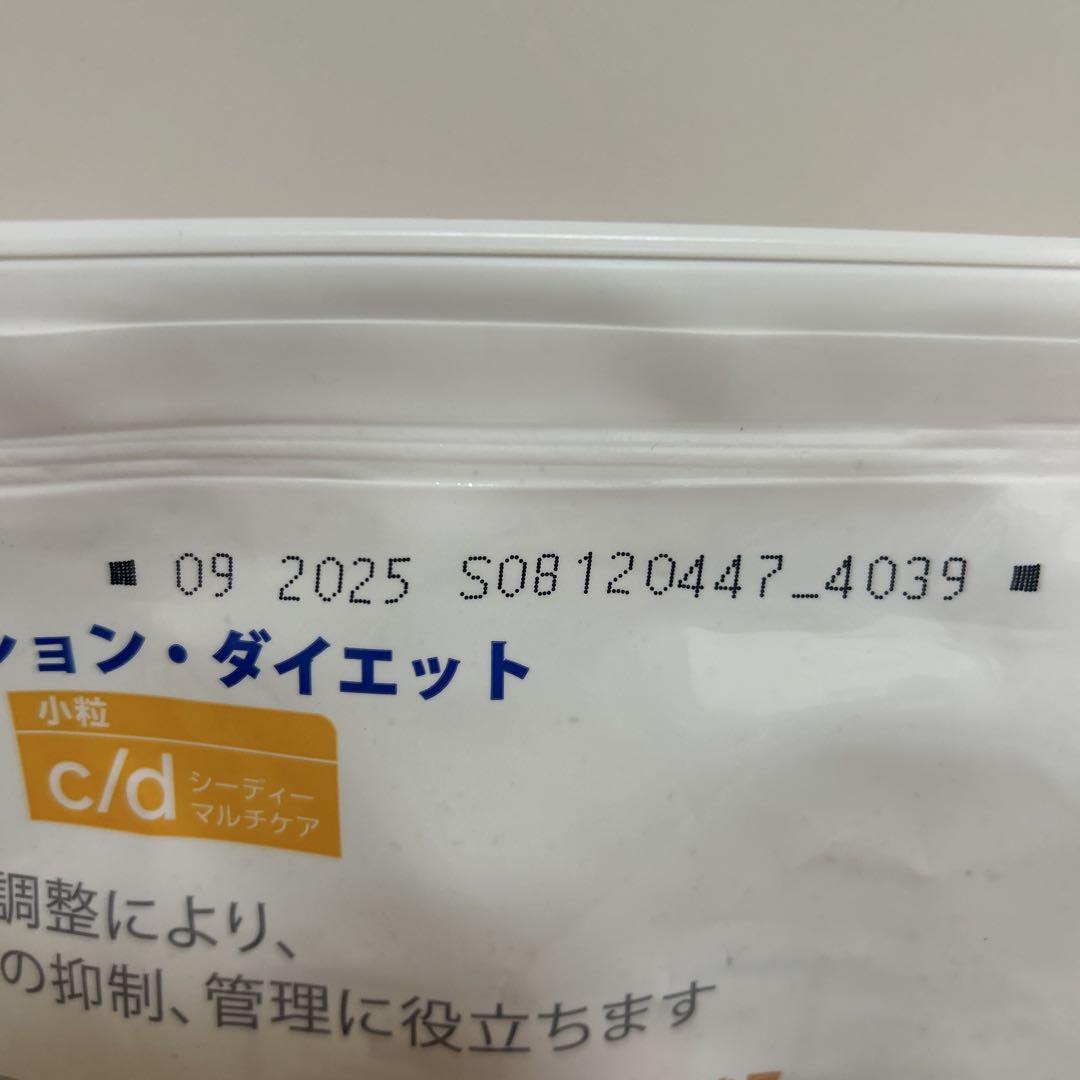 09 2025 S08120447_4039
ション・ダイエット
小粒
c/d シーディー
マルチケア
調整により、
の抑制、管理に役立ちます